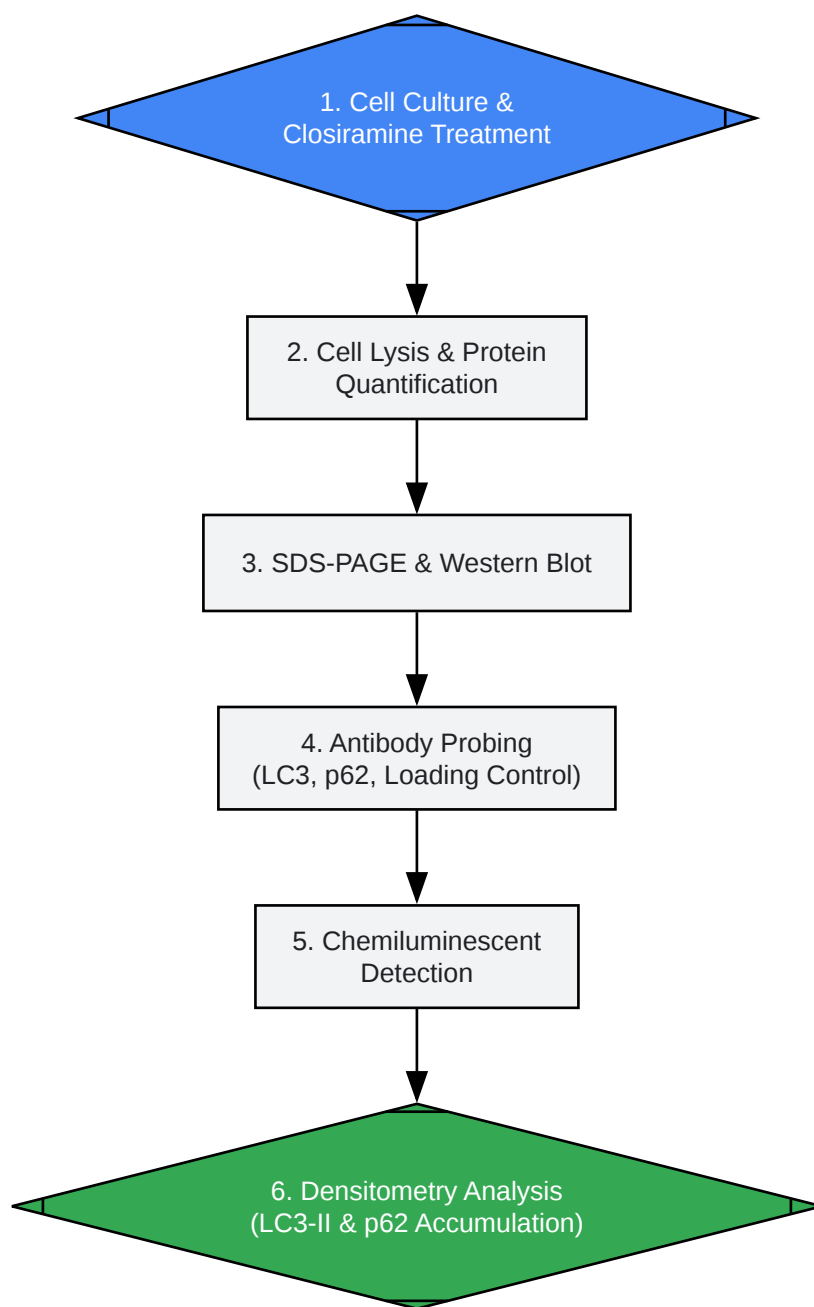 1. Cell Culture &
Closiramine Treatment
2. Cell Lysis & Protein
Quantification
3. SDS-PAGE & Western Blot
4. Antibody Probing
(LC3, p62, Loading Control)
5. Chemiluminescent
Detection
6. Densitometry Analysis
(LC3-II & p62 Accumulation)